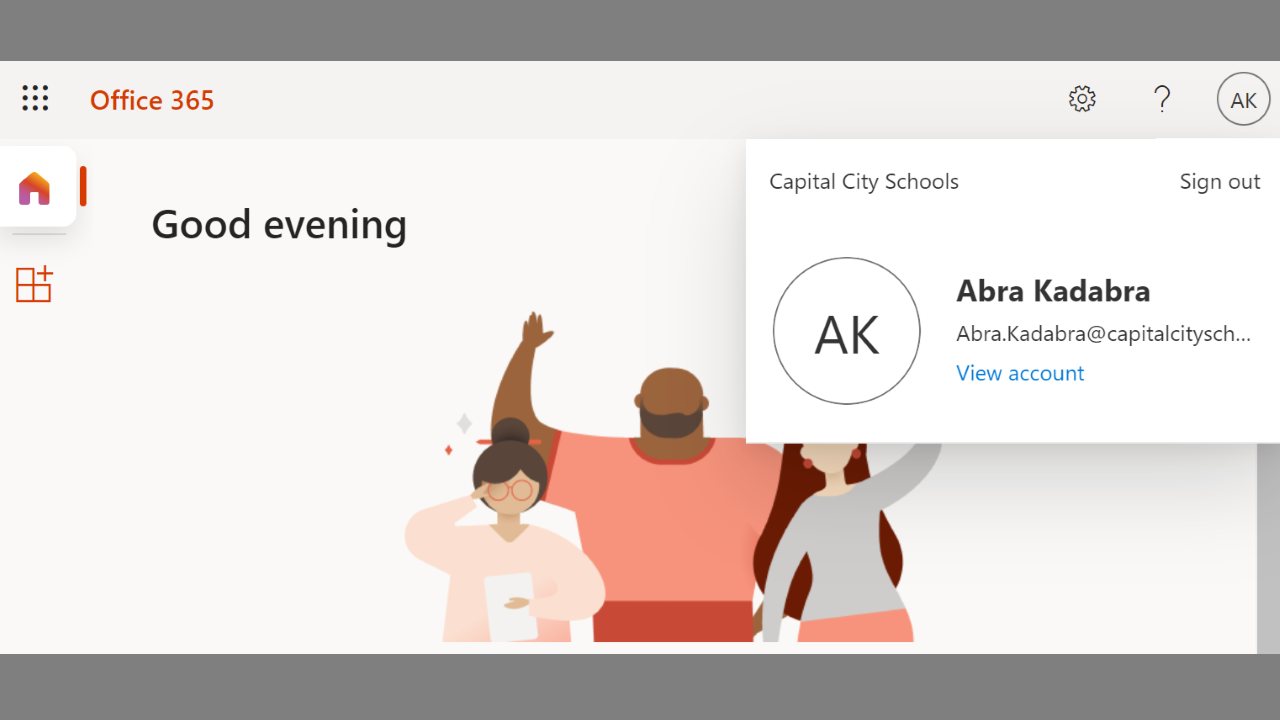 Office 365
?
AK
Capital City Schools
Sign out
Good evening
AK
Abra Kadabra
Abra.Kadabra@capitalcitysch...
View account